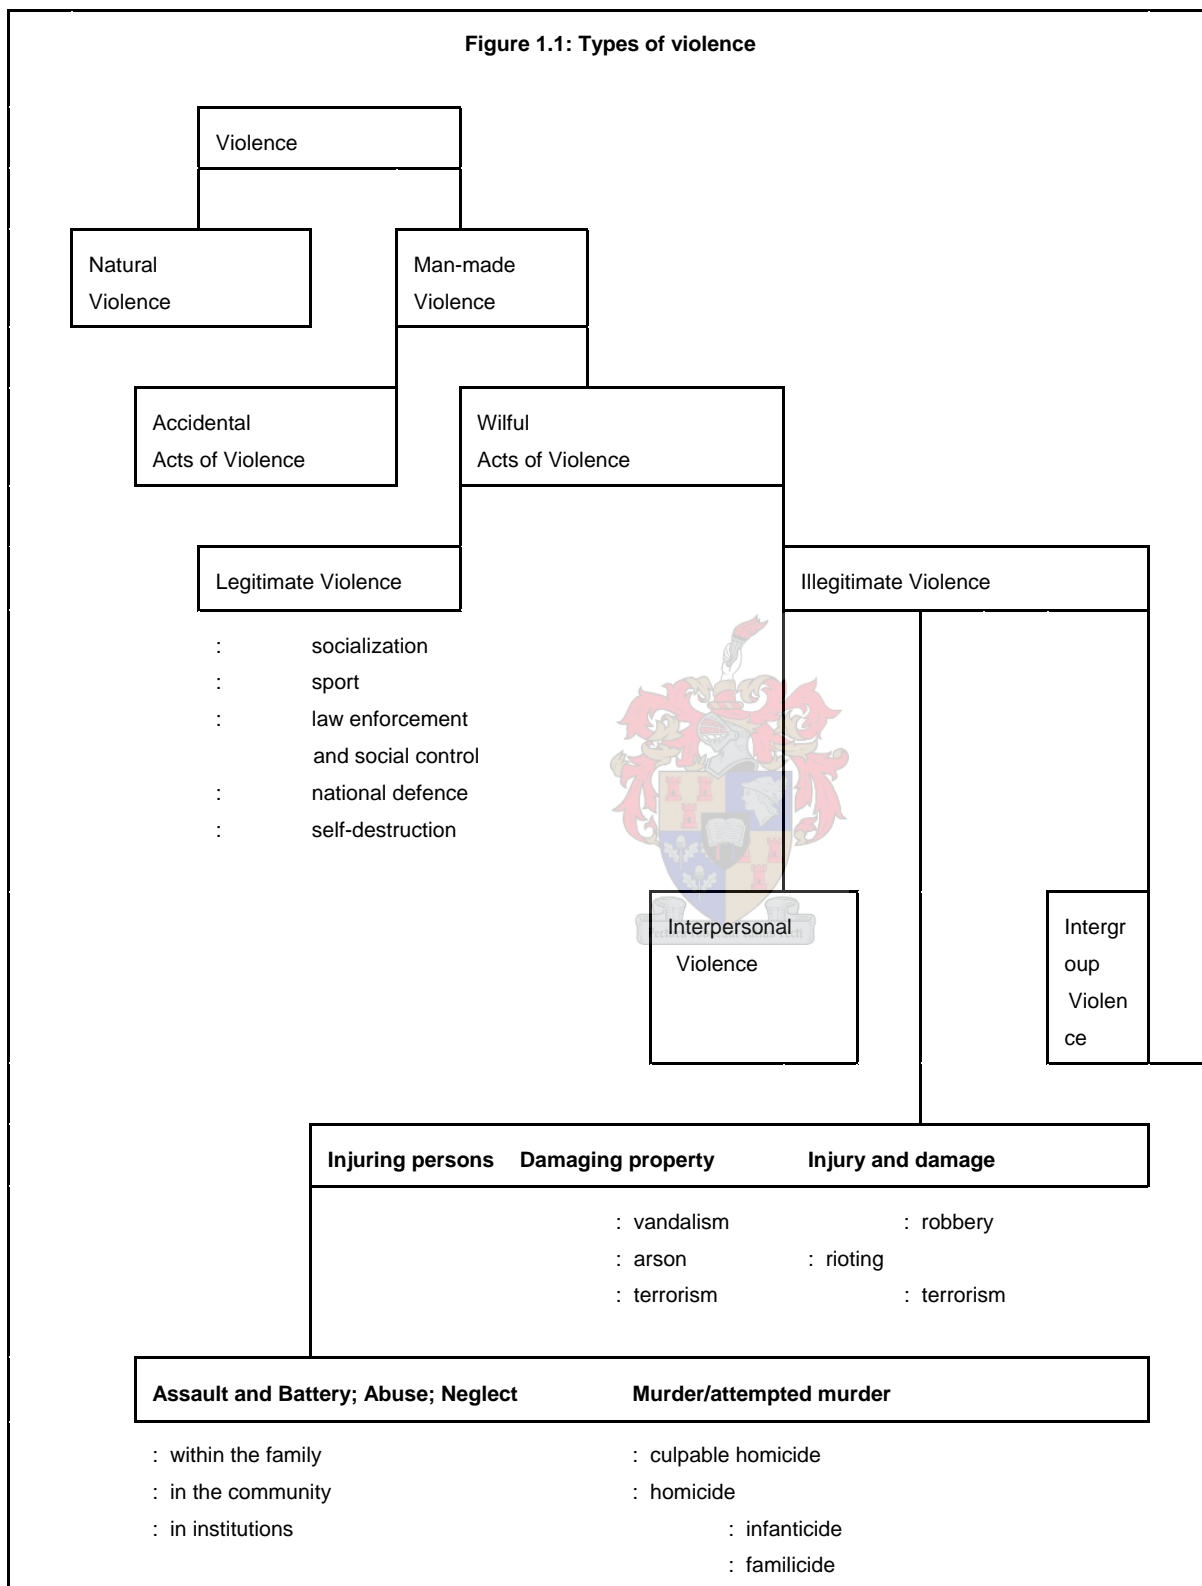 Figure 1.1: Types of violence
Violence
Natural
Violence
Man-made
Violence
Accidental
Acts of Violence
Wilful
Acts of Violence
Legitimate Violence
Illegitimate Violence
: socialization
: sport
: law enforcement
and social control
: national defence
: self-destruction
Interpersonal
Violence
Intergr
oup
Violen
ce
Injuring persons Damaging property Injury and damage
: vandalism : robbery
: arson : rioting
: terrorism : terrorism
Assault and Battery; Abuse; Neglect Murder/attempted murder
: within the family : culpable homicide
: in the community : homicide
: in institutions : infanticide
: familicide